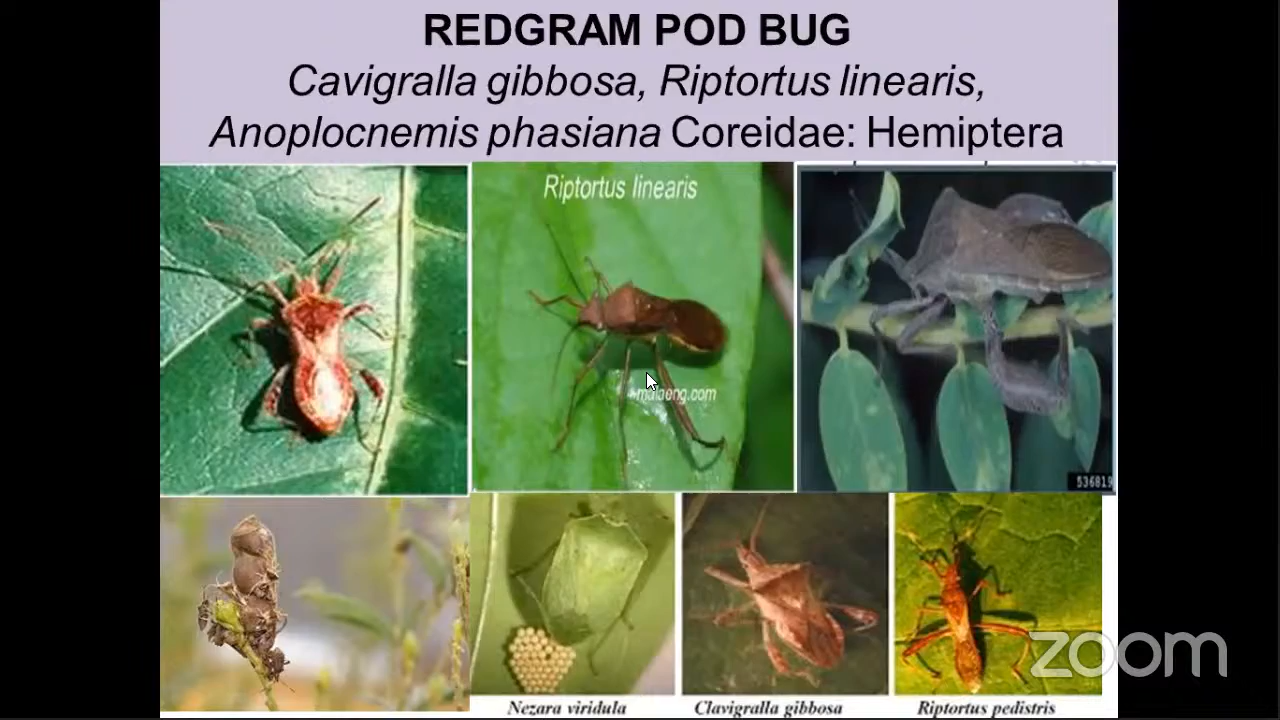 REDGRAM POD BUG
Cavigralla gibbosa, Riptortus linearis,
Anoplocnemis phasiana Coreidae: Hemiptera
Riptortus linearis
malaeng.com
536819
Nezara viridula
Clavigralla gibbosa
Riptortus pedistris
zoom